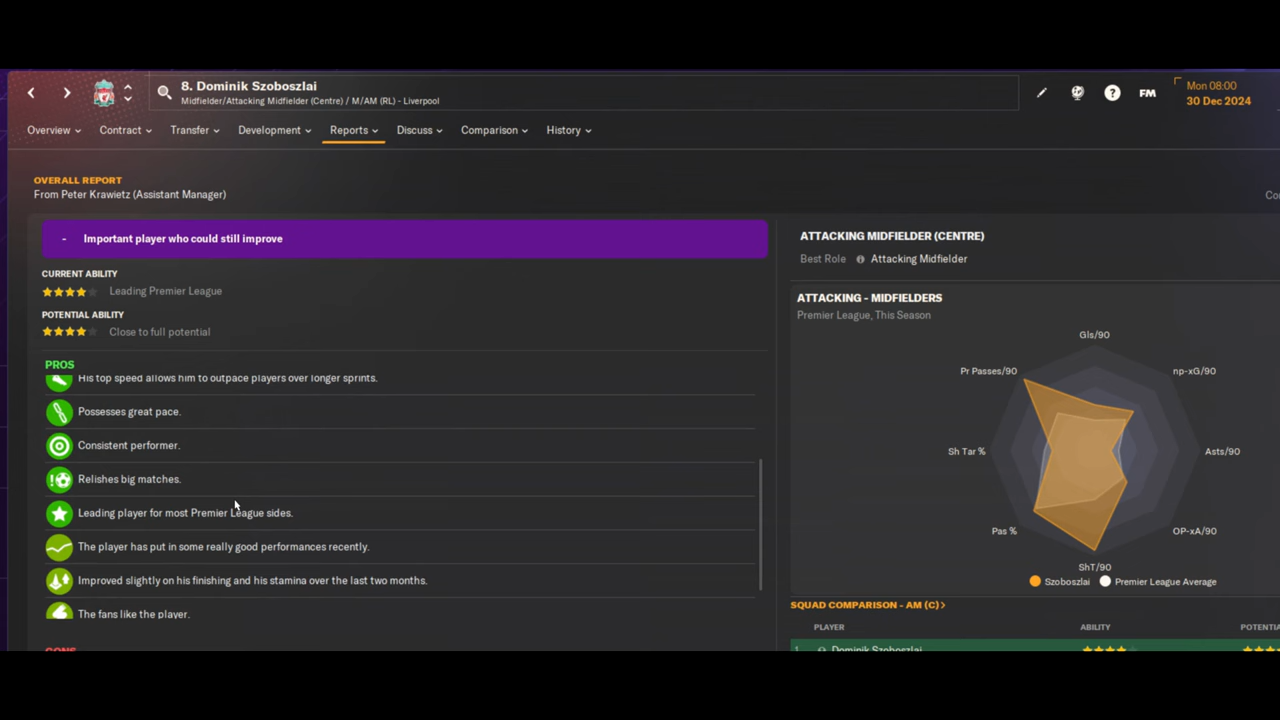 8. Dominik Szoboszlai
Midfielder/Attacking Midfielder (Centre) / M/AM (RL) - Liverpool
FM
Mon 08:00
30 Dec 2024
Overview
Contract
Transfer
Development
Reports
Discuss
Comparison
History
OVERALL REPORT
From Peter Krawietz (Assistant Manager)
- Important player who could still improve
CURRENT ABILITY
Leading Premier League
POTENTIAL ABILITY
Close to full potential
PROS
His top speed allows him to outpace players over longer sprints.
Possesses great pace.
Consistent performer.
Relishes big matches.
Leading player for most Premier League sides.
The player has put in some really good performances recently.
Improved slightly on his finishing and his stamina over the last two months.
The fans like the player.
CONS
ATTACKING MIDFIELDER (CENTRE)
Best Role Attacking Midfielder
ATTACKING - MIDFIELDERS
Premier League, This Season
Gls/90
Pr Passes/90
np-xG/90
Sh Tar %
Asts/90
Pas %
OP-xA/90
ShT/90
Szoboszlai
Premier League Average
SQUAD COMPARISON - AM (C) >
PLAYER ABILITY
1 Dominik Szoboszlai